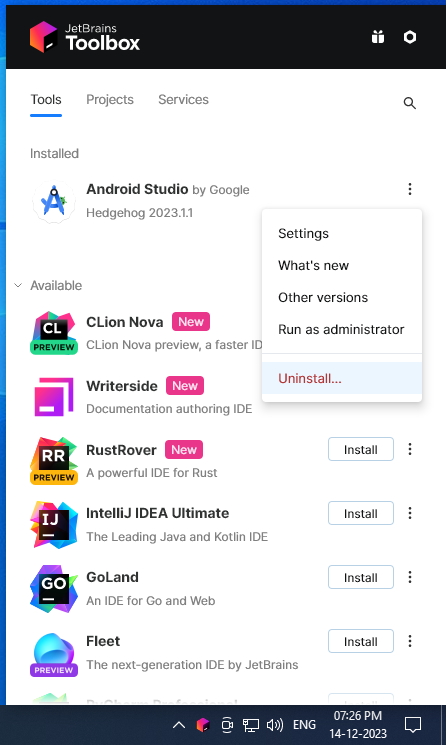 JetBrains
Toolbox
Tools Projects Services
Installed
Android Studio by Google
Hedgehog 2023.1.1
Settings
What's new
Other versions
Run as administrator
Uninstall...
Available
CL
PREVIEW
CLion Nova New
CLion Nova preview, a faster ID
Writerside New
Documentation authoring IDE
RR
PREVIEW
RustRover New
A powerful IDE for Rust
Install
IJ
IntelliJ IDEA Ultimate
The Leading Java and Kotlin IDE
Install
GO
GoLand
An IDE for Go and Web
Install
PREVIEW
Fleet
The next-generation IDE by JetBrains
Install
PyCharm Professional
Install
ENG
07:26 PM
14-12-2023